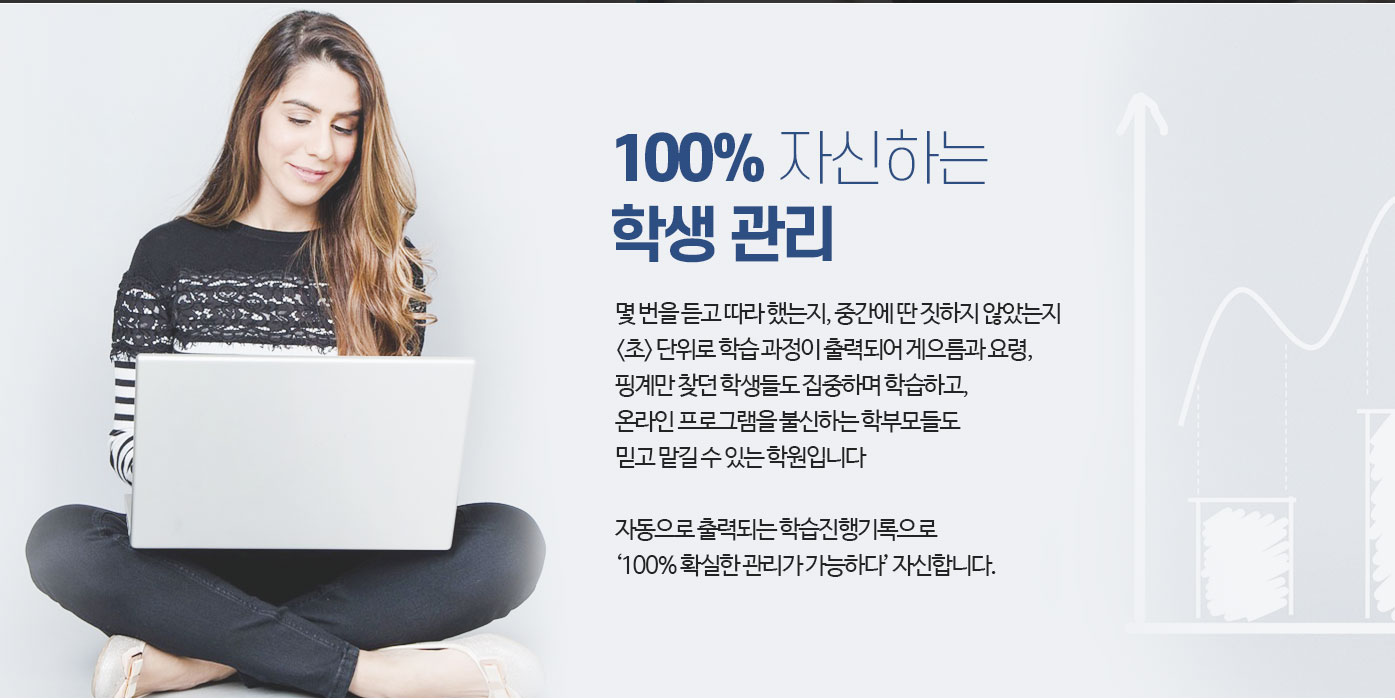 100% 자신하는
학생 관리
몇 번을 듣고 따라 했는지, 중간에 딴 짓하지 않았는지
<초> 단위로 학습 과정이 출력되어 게으름과 요령,
핑계만 찾던 학생들도 집중하며 학습하고,
온라인 프로그램을 불신하는 학부모들도
믿고 맡길 수 있는 학원입니다
자동으로 출력되는 학습진행기록으로
‘100% 확실한 관리가 가능하다’ 자신합니다.